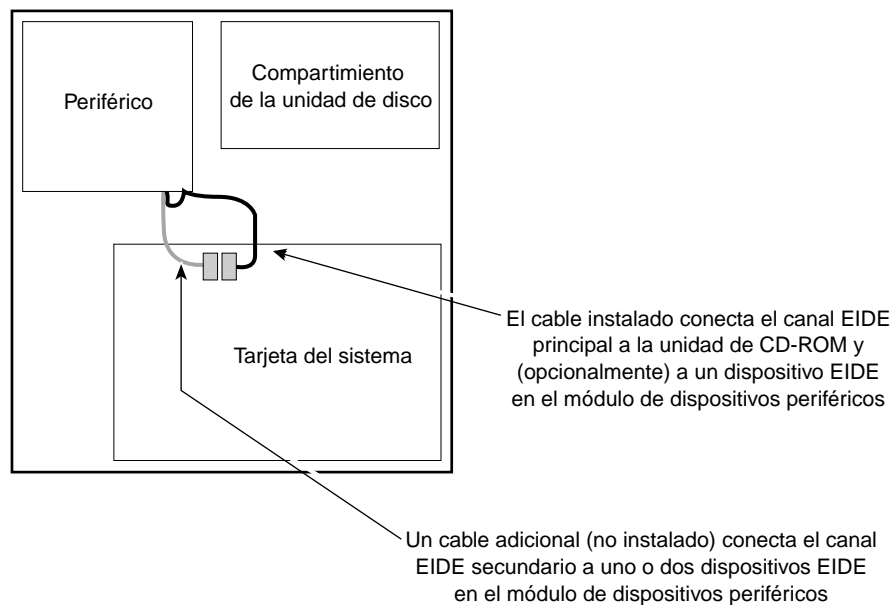 Periférico
Compartimiento
de la unidad de disco
Tarjeta del sistema
El cable instalado conecta el canal EIDE
principal a la unidad de CD-ROM y
(opcionalmente) a un dispositivo EIDE
en el módulo de dispositivos periféricos
Un cable adicional (no instalado) conecta el canal
EIDE secundario a uno o dos dispositivos EIDE
en el módulo de dispositivos periféricos